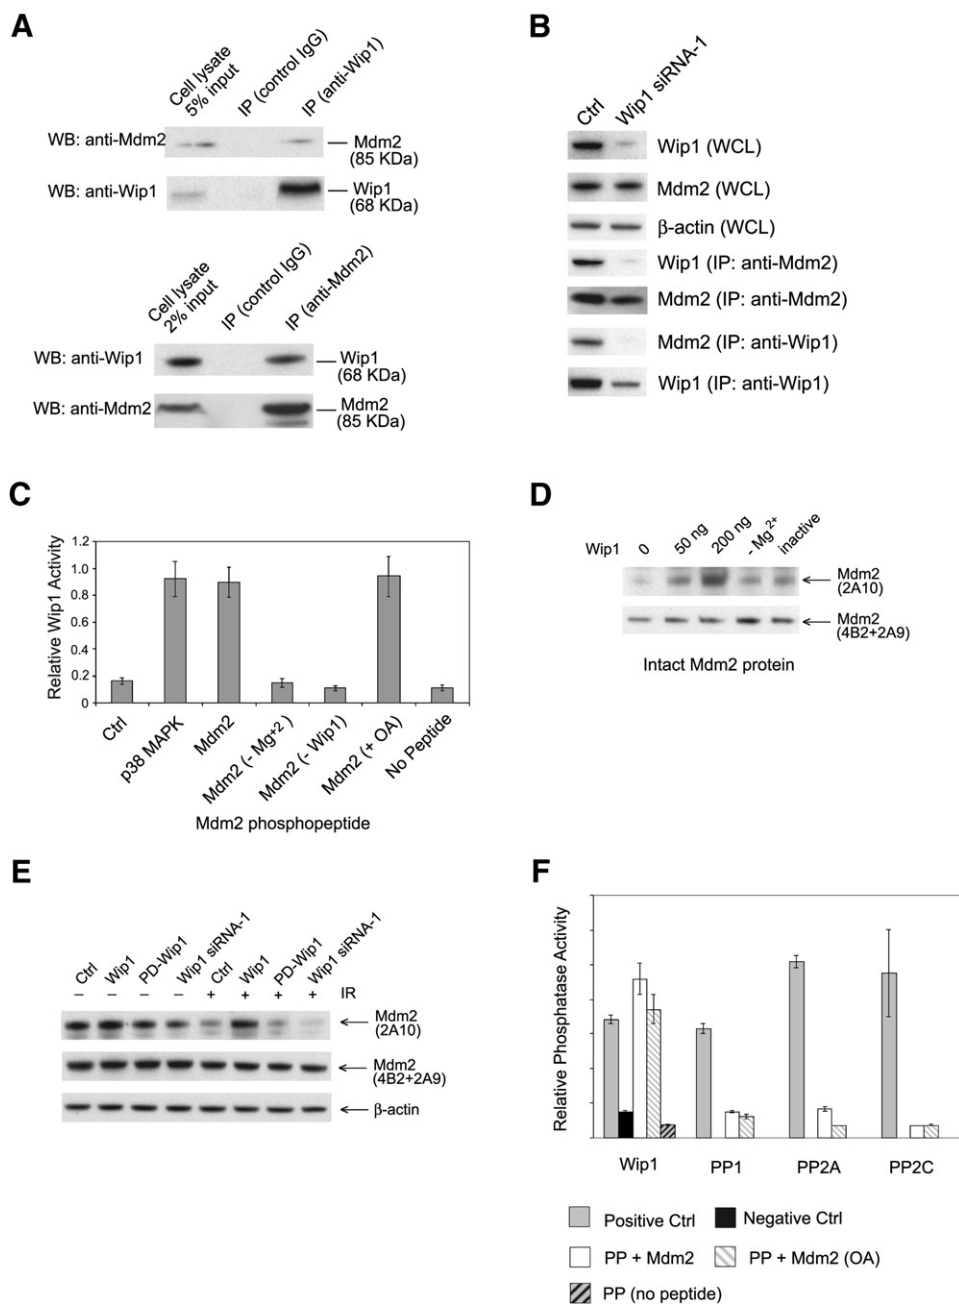 A
Cell lysate
5% input
IP (control IgG)
IP (anti-Wip1)
WB: anti-Mdm2
Mdm2
(85 KDa)
WB: anti-Wip1
Wip1
(68 KDa)
Cell lysate
2% input
IP (control IgG)
IP (anti-Mdm2)
WB: anti-Wip1
Wip1
(68 KDa)
WB: anti-Mdm2
Mdm2
(85 KDa)
B
Ctrl
Wip1 siRNA-1
Wip1 (WCL)
Mdm2 (WCL)
β-actin (WCL)
Wip1 (IP: anti-Mdm2)
Mdm2 (IP: anti-Mdm2)
Mdm2 (IP: anti-Wip1)
Wip1 (IP: anti-Wip1)
C
Relative Wip1 Activity
1.2
1.0
0.8
0.6
0.4
0.2
0
Ctrl
p38 MAPK
Mdm2
Mdm2 (- Mg+2 )
Mdm2 (- Wip1)
Mdm2 (+ OA)
No Peptide
Mdm2 phosphopeptide
D
Wip1
0
50 ng
200 ng
- Mg2+
inactive
Mdm2
(2A10)
Mdm2
(4B2+2A9)
Intact Mdm2 protein
E
Ctrl
Wip1
PD-Wip1
Wip1 siRNA-1
Ctrl
Wip1
PD-Wip1
Wip1 siRNA-1
– – – – + + + + IR
Mdm2
(2A10)
Mdm2
(4B2+2A9)
β-actin
F
Relative Phosphatase Activity
Wip1
PP1
PP2A
PP2C
Positive Ctrl
Negative Ctrl
PP + Mdm2
PP + Mdm2 (OA)
PP (no peptide)